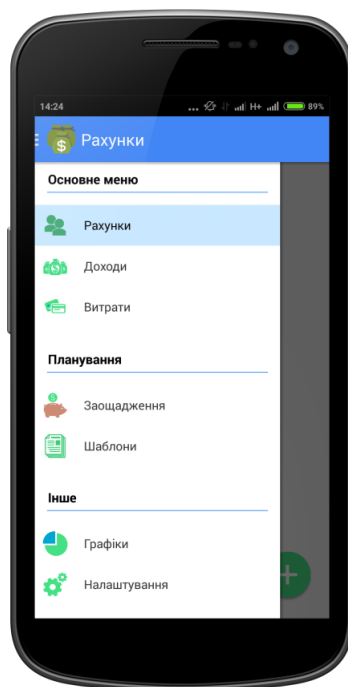 14:24 ... H+ 89%
$ Рахунки
Основне меню
Рахунки
Доходи
Витрати
Планування
Заощадження
Шаблони
Інше
Графіки
Налаштування